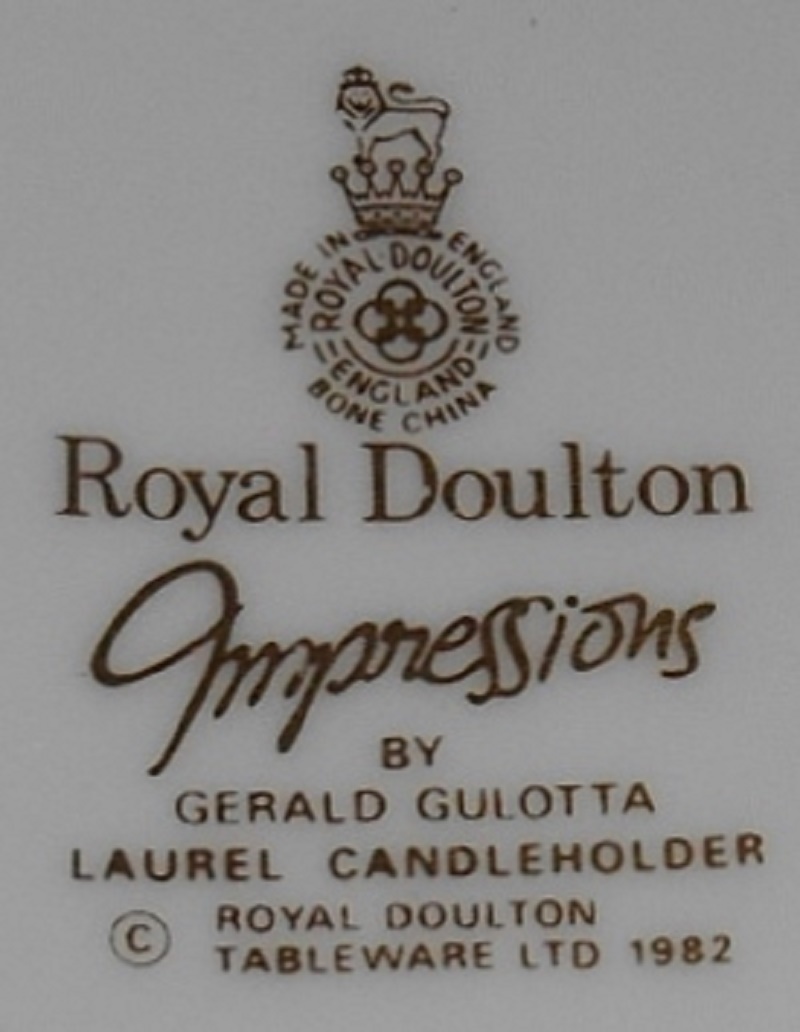 MADE IN ENGLAND
ROYAL DOULTON
ENGLAND
BONE CHINA
Royal Doulton
Impressions
BY
GERALD GULOTTA
LAUREL CANDLEHOLDER
© ROYAL DOULTON
TABLEWARE LTD 1982